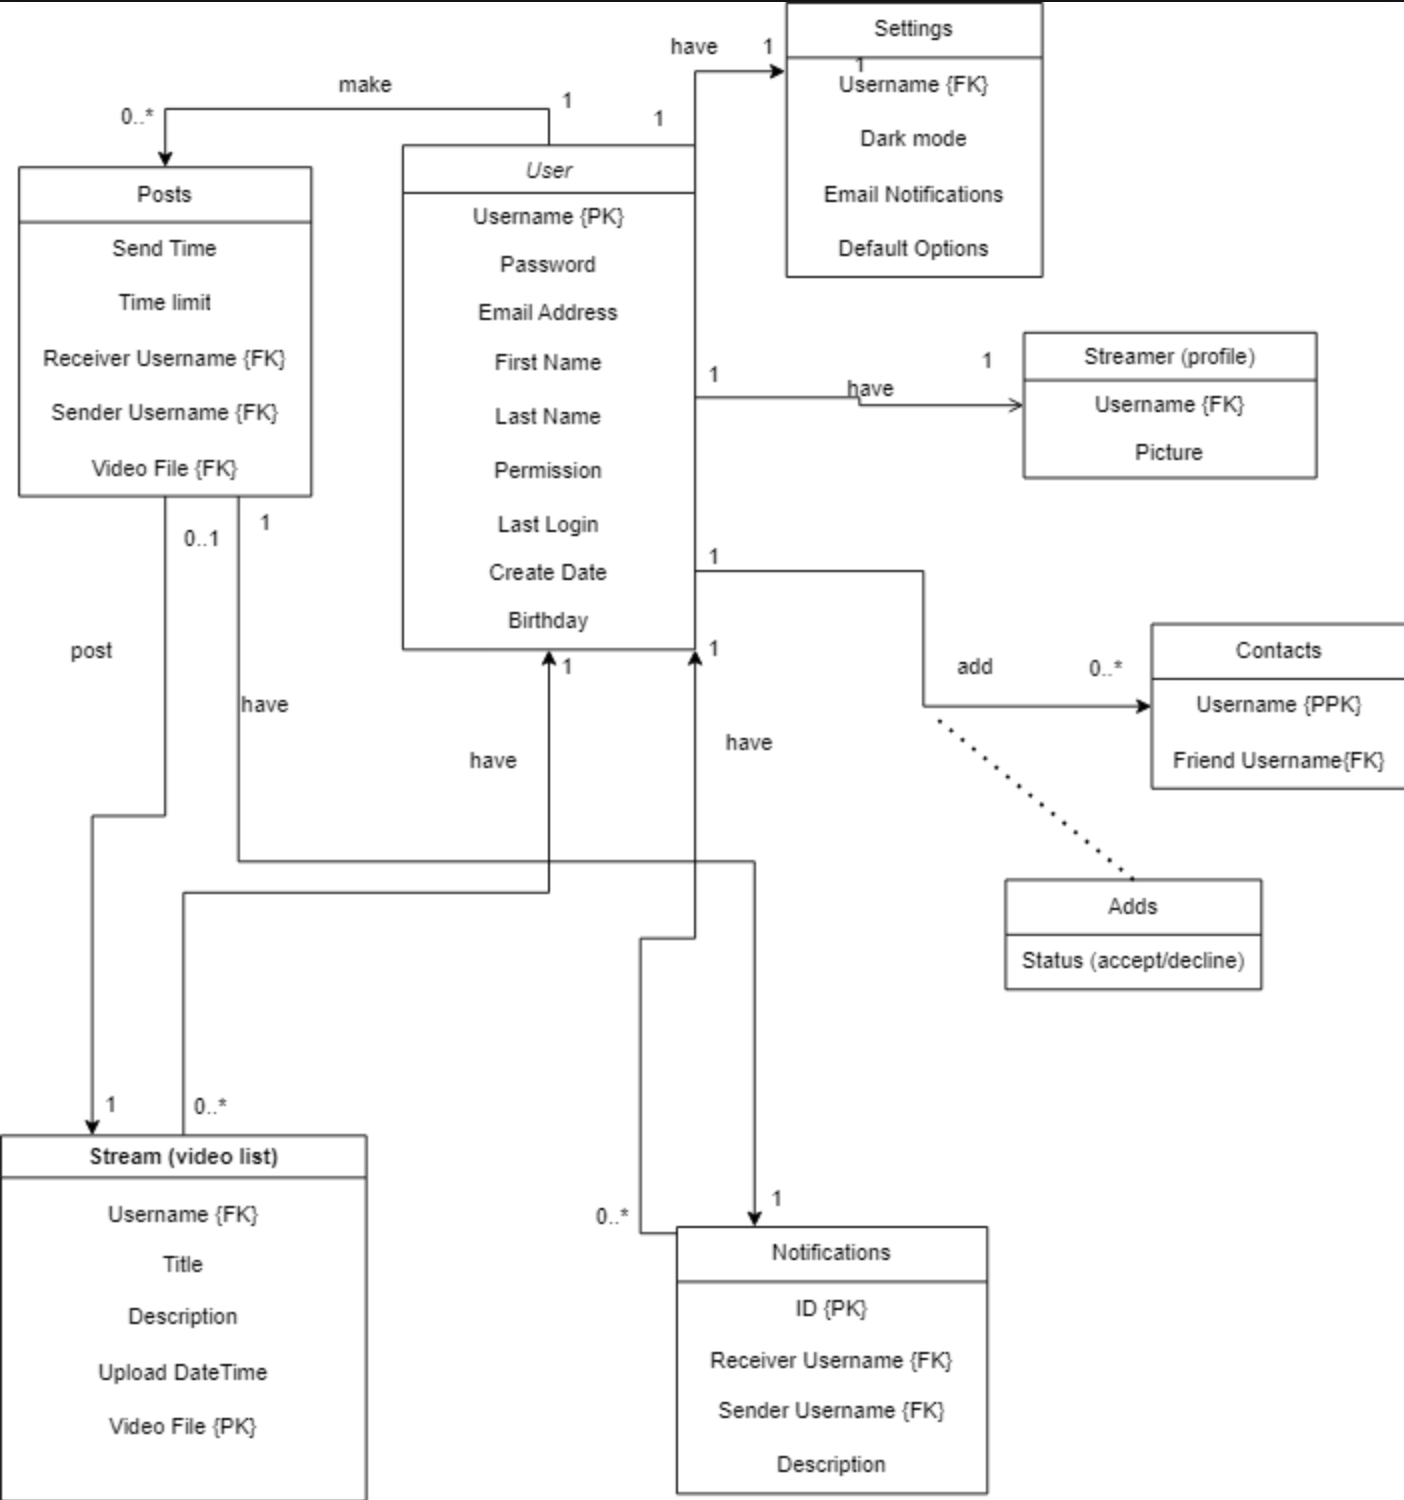 Settings
have
1
1
Username {FK}
Dark mode
Email Notifications
Default Options
make
1
0..*
1
Posts
Send Time
Time limit
Receiver Username {FK}
Sender Username {FK}
Video File {FK}
User
Username {PK}
Password
Email Address
First Name
Last Name
Permission
Last Login
Create Date
Birthday
1
have
1
Streamer (profile)
Username {FK}
Picture
0..1
1
post
have
1
add
0..*
Contacts
Username {PPK}
Friend Username{FK}
1
have
1
have
Adds
Status (accept/decline)
1
0..*
Stream (video list)
Username {FK}
Title
Description
Upload DateTime
Video File {PK}
0..*
1
Notifications
ID {PK}
Receiver Username {FK}
Sender Username {FK}
Description